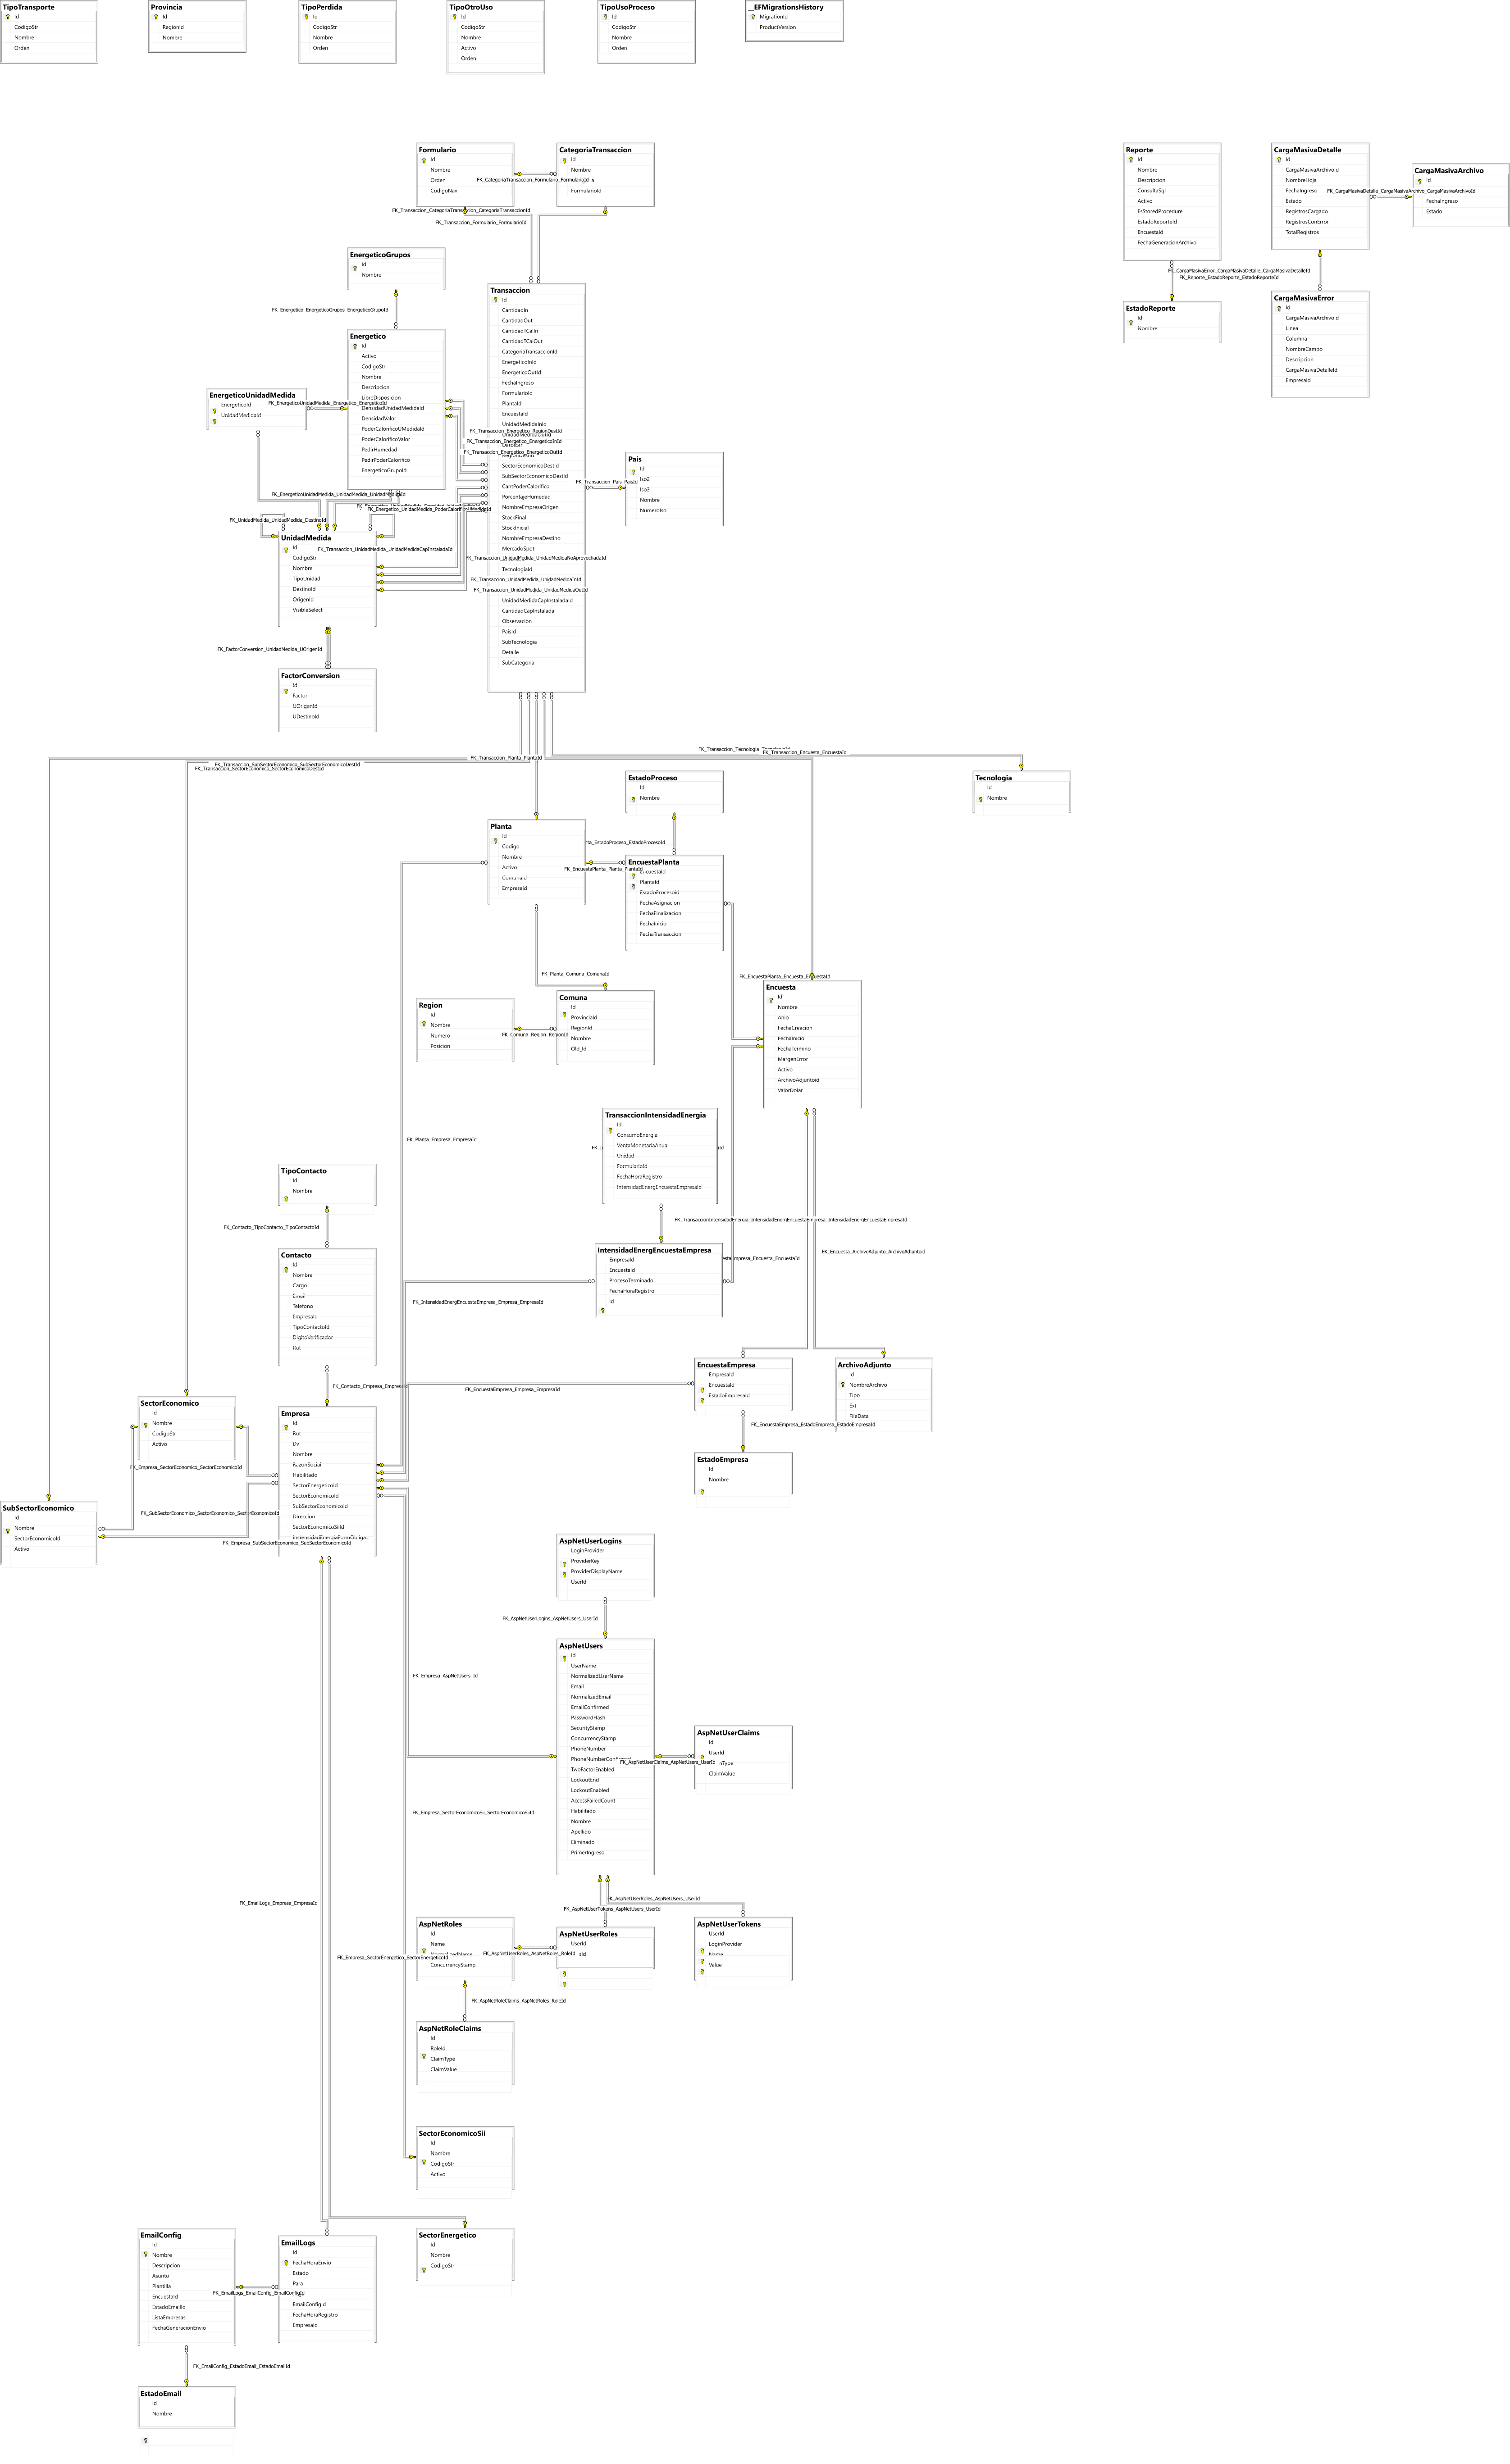 TipoTransporte
Id
CodigoStr
Nombre
Orden
Provincia
Id
RegionId
Nombre
TipoPerdida
Id
CodigoStr
Nombre
Orden
TipoOtroUso
Id
CodigoStr
Nombre
Activo
Orden
TipoUsoProceso
Id
CodigoStr
Nombre
Orden
__EFMigrationsHistory
MigrationId
ProductVersion
Formulario
Id
Nombre
Orden
CodigoNav
FK_CategoriaTransaccion_Formulario_FormularioId
CategoriaTransaccion
Id
Nombre
FormularioId
FK_Transaccion_CategoriaTransaccion_CategoriaTransaccionId
FK_Transaccion_Formulario_FormularioId
Reporte
Id
Nombre
Descripcion
ConsultaSql
Activo
EsStoredProcedure
EstadoReporteId
EncuestaId
FechaGeneracionArchivo
CargaMasivaDetalle
Id
CargaMasivaArchivoId
NombreHoja
FechaIngreso
Estado
RegistrosCargado
RegistrosConError
TotalRegistros
CargaMasivaArchivo
Id
FK_CargaMasivaDetalle_CargaMasivaArchivo_CargaMasivaArchivoId
FechaIngreso
Estado
FK_CargaMasivaError_CargaMasivaDetalle_CargaMasivaDetalleId
FK_Reporte_EstadoReporte_EstadoReporteId
EstadoReporte
Id
Nombre
CargaMasivaError
Id
CargaMasivaArchivoId
Linea
Columna
NombreCampo
Descripcion
CargaMasivaDetalleId
EmpresaId
EnergeticoGrupos
Id
Nombre
FK_Energetico_EnergeticoGrupos_EnergeticoGrupoId
Energetico
Id
Activo
CodigoStr
Nombre
Descripcion
LibreDisposicion
DensidadUnidadMedidaId
DensidadValor
PoderCalorificoUMedidaId
PoderCalorificoValor
PedirHumedad
PedirPoderCalorifico
EnergeticoGrupoId
EnergeticoUnidadMedida
EnergeticoId
UnidadMedidaId
FK_EnergeticoUnidadMedida_Energetico_EnergeticoId
Transaccion
Id
CantidadIn
CantidadOut
CantidadTCalIn
CantidadTCalOut
CategoriaTransaccionId
EnergeticoInId
EnergeticoOutId
FechaIngreso
FormularioId
PlantaId
EncuestaId
UnidadMedidaInId
FK_Transaccion_Energetico_RegionDestId
UnidadMedidaOutId
FK_Transaccion_Energetico_EnergeticoInId
FK_Transaccion_Energetico_EnergeticoOutId
RegionDestId
SectorEconomicoDestId
SubSectorEconomicoDestId
CantPoderCalorifico
PorcentajeHumedad
NombreEmpresaOrigen
StockFinal
StockInicial
NombreEmpresaDestino
MercadoSpot
FK_Transaccion_UnidadMedida_UnidadMedidaNoAprovechadaId
TecnologiaId
FK_Transaccion_UnidadMedida_UnidadMedidaInId
FK_Transaccion_UnidadMedida_UnidadMedidaOutId
UnidadMedidaCapInstaladaId
CantidadCapInstalada
Observacion
PaisId
SubTecnologia
Detalle
SubCategoria
Pais
Id
Iso2
FK_Transaccion_Pais_PaisId
Iso3
Nombre
NumeroIso
FK_EnergeticoUnidadMedida_UnidadMedida_UnidadMedidaId
FK_Energetico_UnidadMedida_PoderCalorificoUMedidaId
FK_UnidadMedida_UnidadMedida_DestinoId
UnidadMedida
Id
FK_Transaccion_UnidadMedida_UnidadMedidaCapInstaladaId
CodigoStr
Nombre
TipoUnidad
DestinoId
OrigenId
VisibleSelect
FK_FactorConversion_UnidadMedida_UOrigenId
FactorConversion
Id
Factor
UOrigenId
UDestinoId
FK_Transaccion_Encuesta_EncuestaId
FK_Transaccion_Planta_PlantaId
FK_Transaccion_SubSectorEconomico_SubSectorEconomicoDestId
FK_Transaccion_SectorEconomico_SectorEconomicoDestId
EstadoProceso
Id
Nombre
Tecnologia
Id
Nombre
Planta
Id
Codigo
Nombre
Activo
ComunaId
EmpresaId
nta_EstadoProceso_EstadoProcesoId
FK_EncuestaPlanta_Planta_PlantaId
EncuestaPlanta
EncuestaId
PlantaId
EstadoProcesoId
FechaAsignacion
FechaFinalizacion
FechaInicio
FechaTransaccion
FK_Planta_Comuna_ComunaId
FK_EncuestaPlanta_Encuesta_EncuestaId
Encuesta
Id
Nombre
Anio
FechaCreacion
FechaInicio
FechaTermino
MargenError
Activo
ArchivoAdjuntoid
ValorDolar
Region
Id
Nombre
Numero
Posicion
FK_Comuna_Region_RegionId
Comuna
Id
ProvinciaId
RegionId
Nombre
Old_Id
TransaccionIntensidadEnergia
Id
ConsumoEnergia
VentaMonetariaAnual
Unidad
FormularioId
FechaHoraRegistro
IntensidadEnergEncuestaEmpresaId
FK_Planta_Empresa_EmpresaId
TipoContacto
Id
Nombre
FK_Contacto_TipoContacto_TipoContactoId
FK_TransaccionIntensidadEnergia_IntensidadEnergEncuestaEmpresa_IntensidadEnergEncuestaEmpresaId
IntensidadEnergEncuestaEmpresa
EmpresaId
EncuestaId
ProcesoTerminado
FechaHoraRegistro
Id
esta_Empresa_Encuesta_EncuestaId
FK_Encuesta_ArchivoAdjunto_ArchivoAdjuntoid
Contacto
Id
Nombre
Cargo
Email
Telefono
EmpresaId
TipoContactoId
DigitoVerificador
Rut
FK_IntensidadEnergEncuestaEmpresa_Empresa_EmpresaId
FK_Contacto_Empresa_EmpresaId
FK_EncuestaEmpresa_Empresa_EmpresaId
EncuestaEmpresa
EmpresaId
EncuestaId
EstadoEmpresaId
FK_EncuestaEmpresa_EstadoEmpresa_EstadoEmpresaId
ArchivoAdjunto
Id
NombreArchivo
Tipo
Ext
FileData
EstadoEmpresa
Id
Nombre
SectorEconomico
Id
Nombre
CodigoStr
Activo
FK_Empresa_SectorEconomico_SectorEconomicoId
Empresa
Id
Rut
Dv
Nombre
RazonSocial
Habilitado
SectorEnergeticoId
SectorEconomicoId
SubSectorEconomicoId
Direccion
SectorEconomicoSiiId
InstensidadEnergiaFormObliga...
SubSectorEconomico
Id
Nombre
SectorEconomicoId
Activo
FK_SubSectorEconomico_SectorEconomico_SectorEconomicoId
FK_Empresa_SubSectorEconomico_SubSectorEconomicoId
AspNetUserLogins
LoginProvider
ProviderKey
ProviderDisplayName
UserId
FK_AspNetUserLogins_AspNetUsers_UserId
FK_Empresa_AspNetUsers_Id
AspNetUsers
Id
UserName
NormalizedUserName
Email
NormalizedEmail
EmailConfirmed
PasswordHash
SecurityStamp
ConcurrencyStamp
PhoneNumber
PhoneNumberConfirmed
TwoFactorEnabled
LockoutEnd
LockoutEnabled
AccessFailedCount
Habilitado
Nombre
Apellido
Eliminado
PrimerIngreso
FK_AspNetUserClaims_AspNetUsers_UserId
AspNetUserClaims
Id
UserId
ClaimValue
FK_Empresa_SectorEconomicoSii_SectorEconomicoSiiId
FK_AspNetUserRoles_AspNetUsers_UserId
FK_AspNetUserTokens_AspNetUsers_UserId
FK_EmailLogs_Empresa_EmpresaId
AspNetRoles
Id
Name
ConcurrencyStamp
FK_Empresa_SectorEnergetico_SectorEnergeticoId
FK_AspNetUserRoles_AspNetRoles_RoleId
AspNetUserRoles
UserId
AspNetUserTokens
UserId
LoginProvider
Name
Value
FK_AspNetRoleClaims_AspNetRoles_RoleId
AspNetRoleClaims
Id
RoleId
ClaimType
ClaimValue
SectorEconomicoSii
Id
Nombre
CodigoStr
Activo
SectorEnergetico
Id
Nombre
CodigoStr
EmailConfig
Id
Nombre
Descripcion
Asunto
Plantilla
EncuestaId
EstadoEmailId
ListaEmpresas
FechaGeneracionEnvio
FK_EmailLogs_EmailConfig_EmailConfigId
EmailLogs
Id
FechaHoraEnvio
Estado
Para
EmailConfigId
FechaHoraRegistro
EmpresaId
FK_EmailConfig_EstadoEmail_EstadoEmailId
EstadoEmail
Id
Nombre